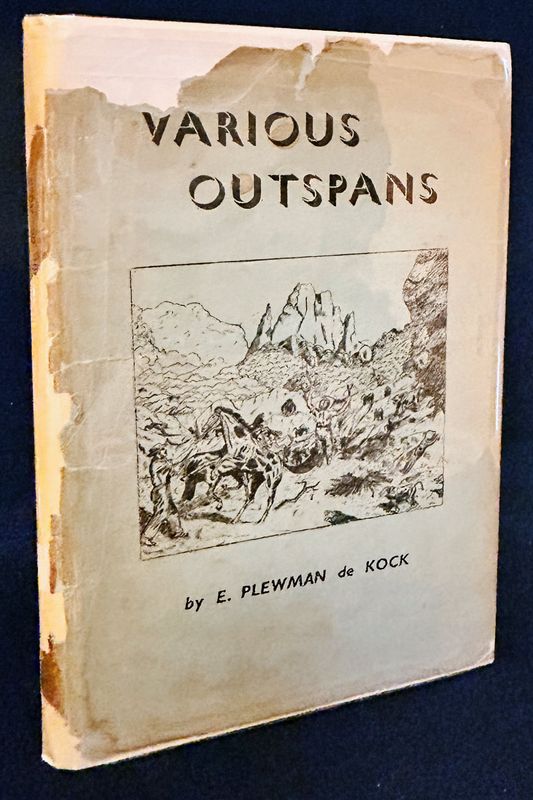 VARIOUS
OUTSPANS
by E. PLEWMAN de KOCK